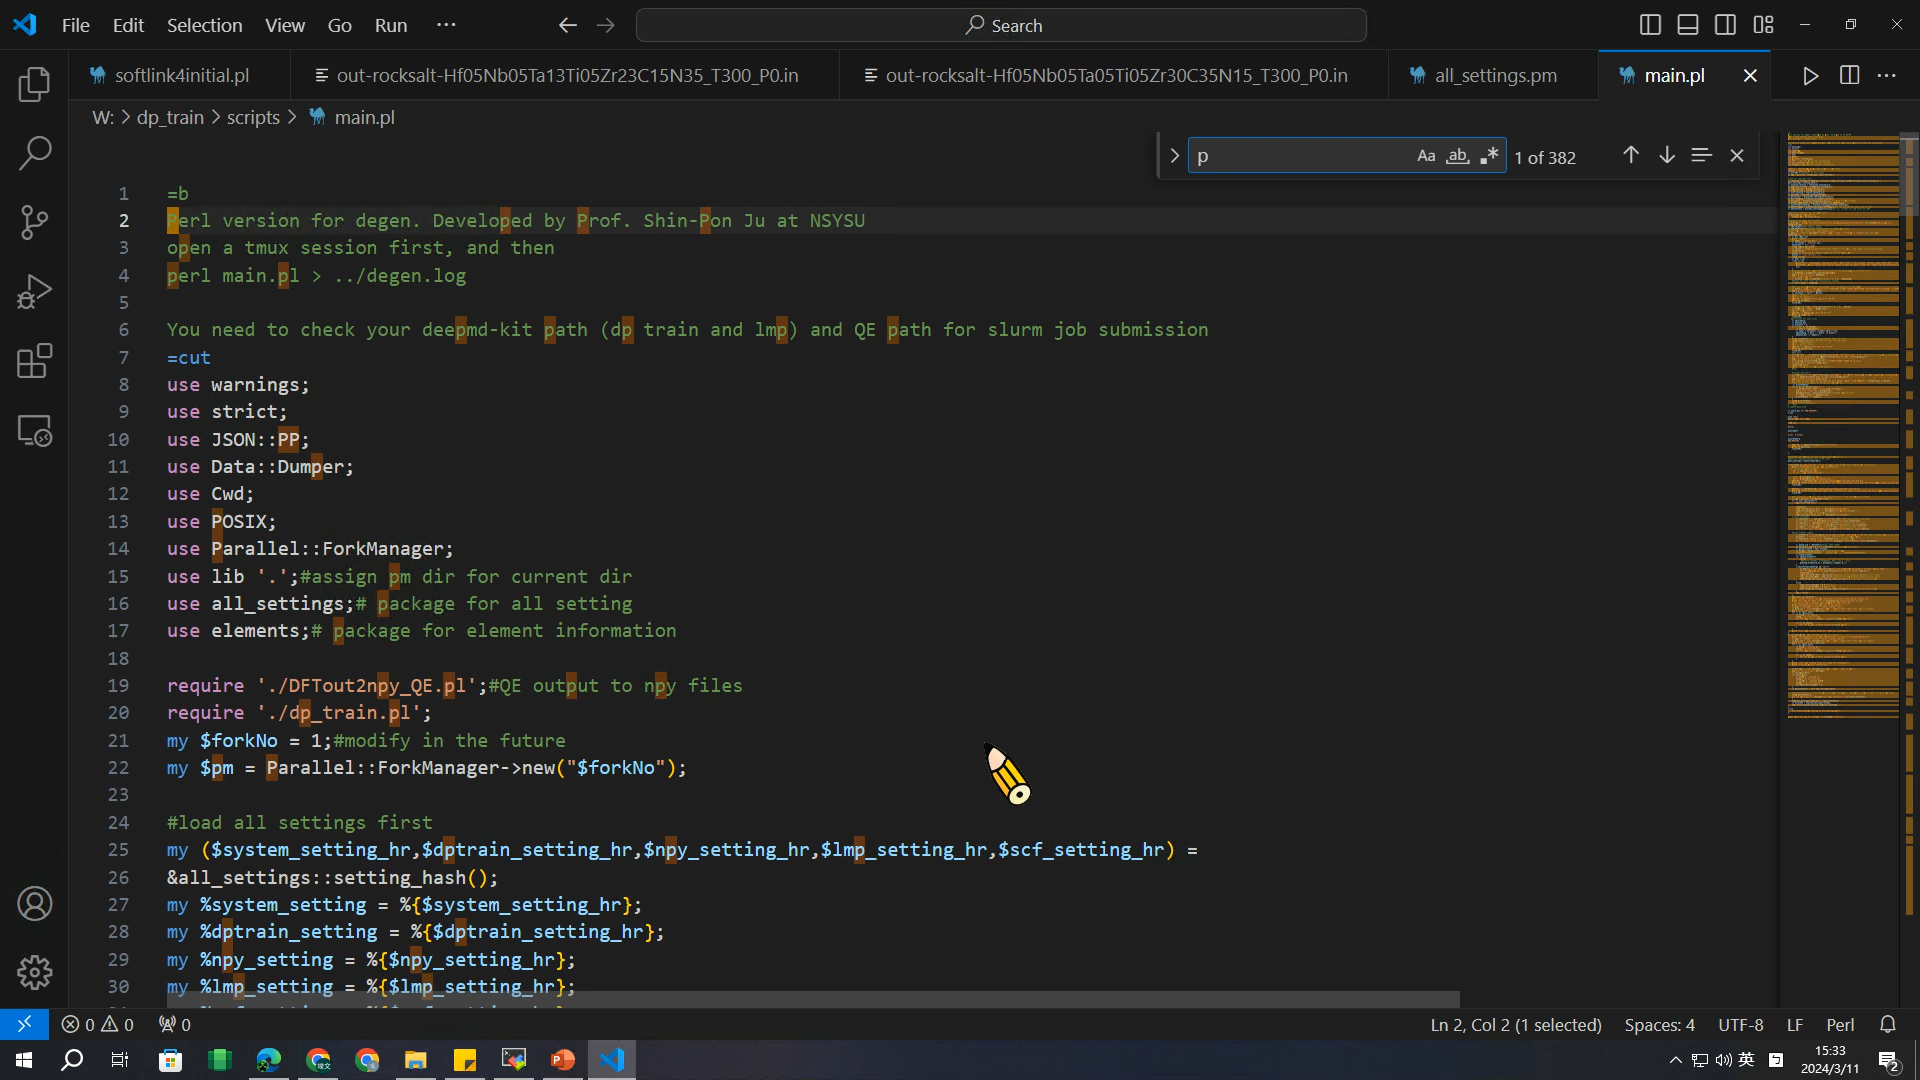 File Edit Selection View Go Run ··· Search
softlink4initial.pl out-rocksalt-Hf05Nb05Ta13Ti05Zr23C15N35_T300_P0.in out-rocksalt-Hf05Nb05Ta05Ti05Zr30C35N15_T300_P0.in all_settings.pm main.pl
W: > dp_train > scripts > main.pl
p Aa ab 1 of 382
1 =b
2 Perl version for degen. Developed by Prof. Shin-Pon Ju at NSYSU
3 open a tmux session first, and then
4 perl main.pl > ../degen.log
5
6 You need to check your deepmd-kit path (dp train and lmp) and QE path for slurm job submission
7 =cut
8 use warnings;
9 use strict;
10 use JSON::PP;
11 use Data::Dumper;
12 use Cwd;
13 use POSIX;
14 use Parallel::ForkManager;
15 use lib '.';#assign pm dir for current dir
16 use all_settings;# package for all setting
17 use elements;# package for element information
18
19 require './DFTout2npy_QE.pl';#QE output to npy files
20 require './dp_train.pl';
21 my $forkNo = 1;#modify in the future
22 my $pm = Parallel::ForkManager->new("$forkNo");
23
24 #load all settings first
25 my ($system_setting_hr,$dptrain_setting_hr,$npy_setting_hr,$lmp_setting_hr,$scf_setting_hr) =
26 &all_settings::setting_hash();
27 my %system_setting = %{$system_setting_hr};
28 my %dptrain_setting = %{$dptrain_setting_hr};
29 my %npy_setting = %{$npy_setting_hr};
30 my %lmp_setting = %{$lmp_setting_hr};
0 0 0 Ln 2, Col 2 (1 selected) Spaces: 4 UTF-8 LF Perl
英 15:33
2024/3/11 2